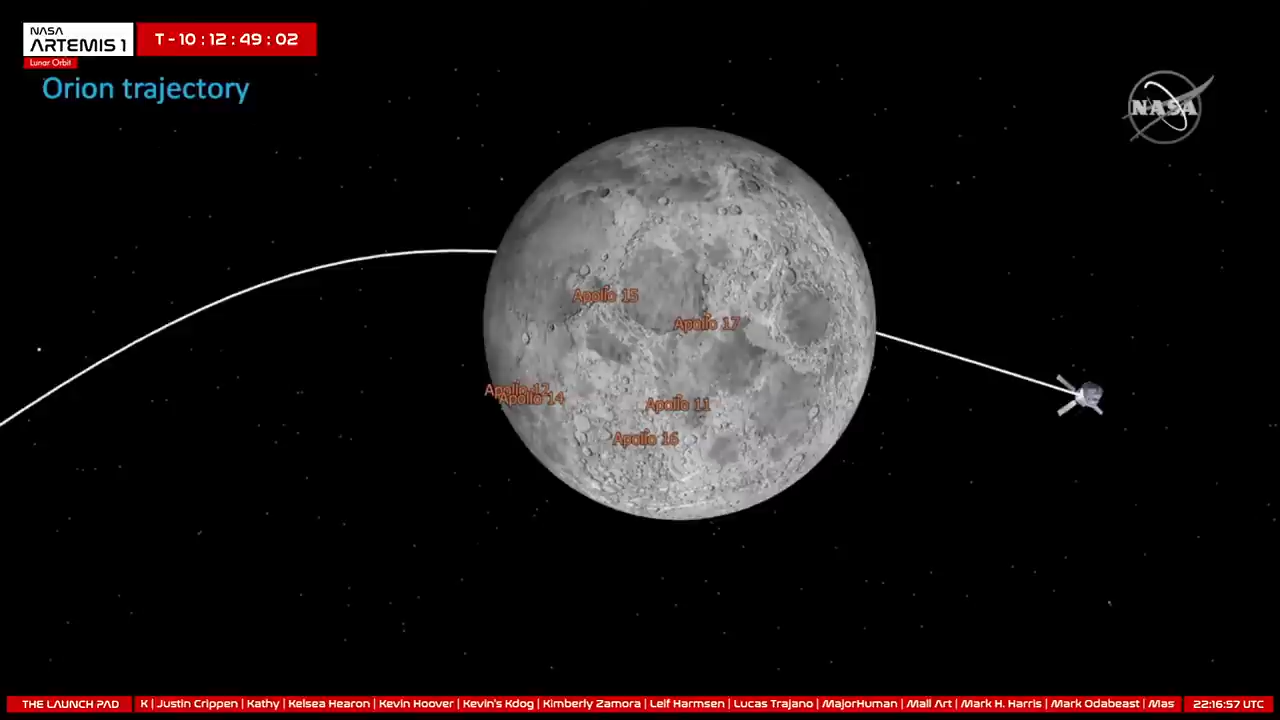 NASA
ARTEMIS 1
T - 10 : 12 : 49 : 02
Lunar Orbit
Orion trajectory
NASA
Apollo 15
Apollo 17
Apollo 12
Apollo 14
Apollo 11
Apollo 16
THE LAUNCH PAD
K | Justin Crippen | Kathy | Kelsea Hearon | Kevin Hoover | Kevin's Kdog | Kimberly Zamora | Leif Harmsen | Lucas Trajano | MajorHuman | Mall Art | Mark H. Harris | Mark Odabeast | Mas
22:16:57 UTC